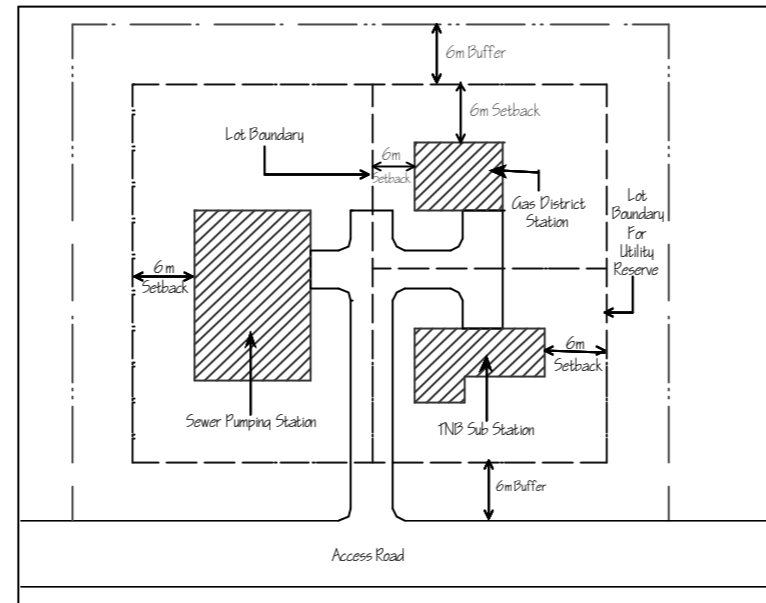 6m Buffer
6m Setback
Lot Boundary
6m
Setback
Gas District
Station
Lot
Boundary
For
Utility
Reserve
6m
Setback
6m
Setback
Sewer Pumping Station
TNB Sub Station
6m Buffer
Access Road